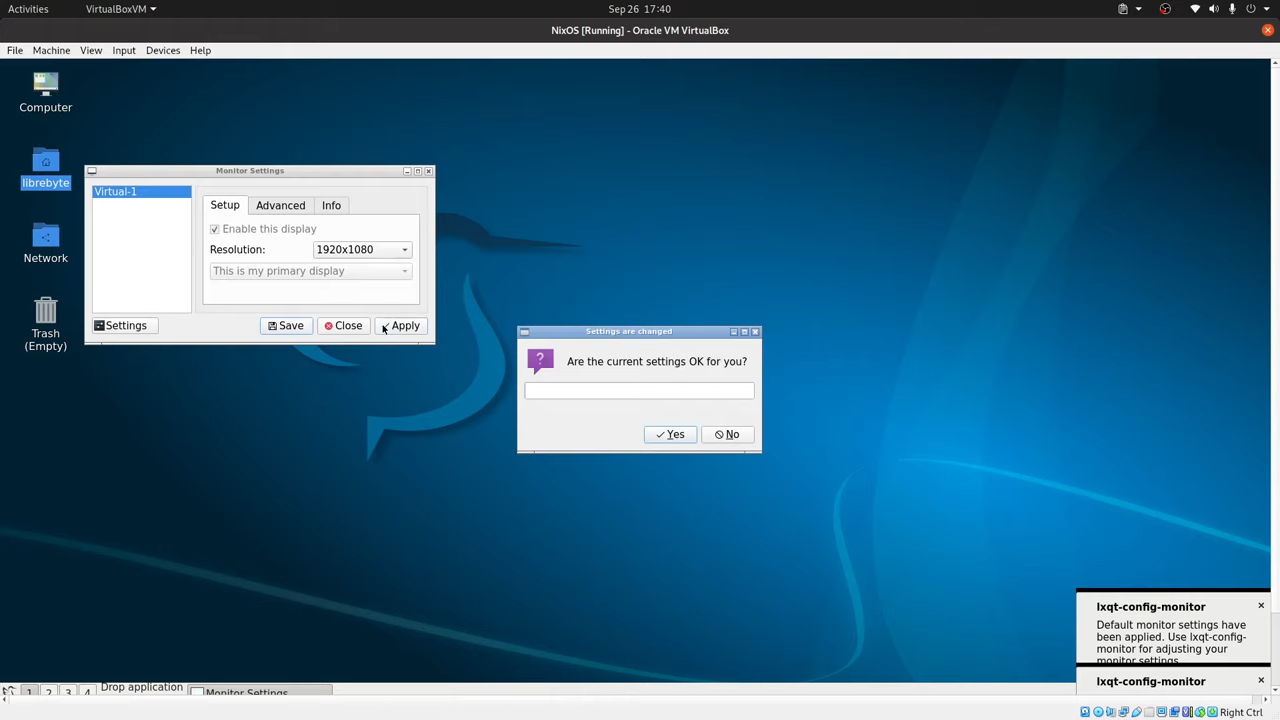 Activities
VirtualBoxVM
Sep 26 17:40
NixOS [Running] - Oracle VM VirtualBox
File Machine View Input Devices Help
Computer
librebyte
Network
Trash
(Empty)
Monitor Settings
Virtual-1
Setup Advanced Info
Enable this display
Resolution: 1920x1080
This is my primary display
Settings Save Close Apply
Settings are changed
Are the current settings OK for you?
Yes No
lxqt-config-monitor
Default monitor settings have
been applied. Use lxqt-config-
monitor for adjusting your
monitor settings.
lxqt-config-monitor
1 2 3 4 Drop application Monitor Settings
Right Ctrl